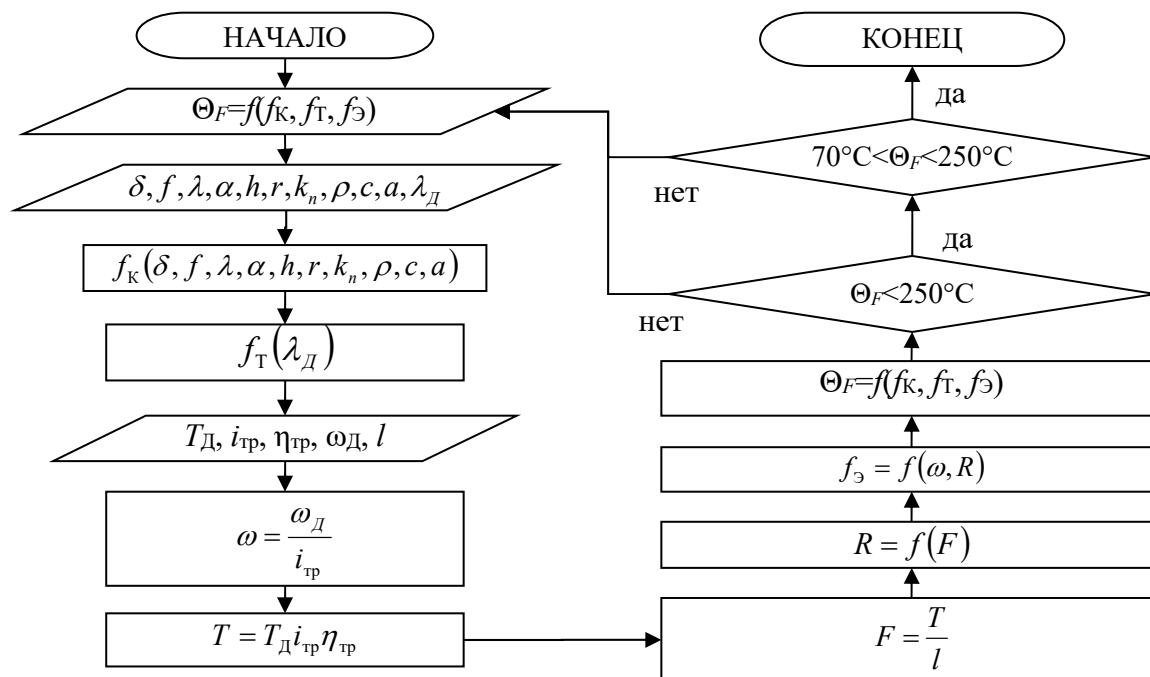 НАЧАЛО
Θ_F=f(f_К, f_Т, f_Э)
δ, f, λ, α, h, r, k_n, ρ, c, a, λ_Д
f_К(δ, f, λ, α, h, r, k_n, ρ, c, a)
f_Т(λ_Д)
T_Д, i_тр, η_тр, ω_Д, l
ω = ω_Д / i_тр
T = T_Д i_тр η_тр
F = T / l
R = f(F)
f_Э = f(ω, R)
Θ_F=f(f_К, f_Т, f_Э)
Θ_F<250°C
нет
да
70°C<Θ_F<250°C
нет
да
КОНЕЦ